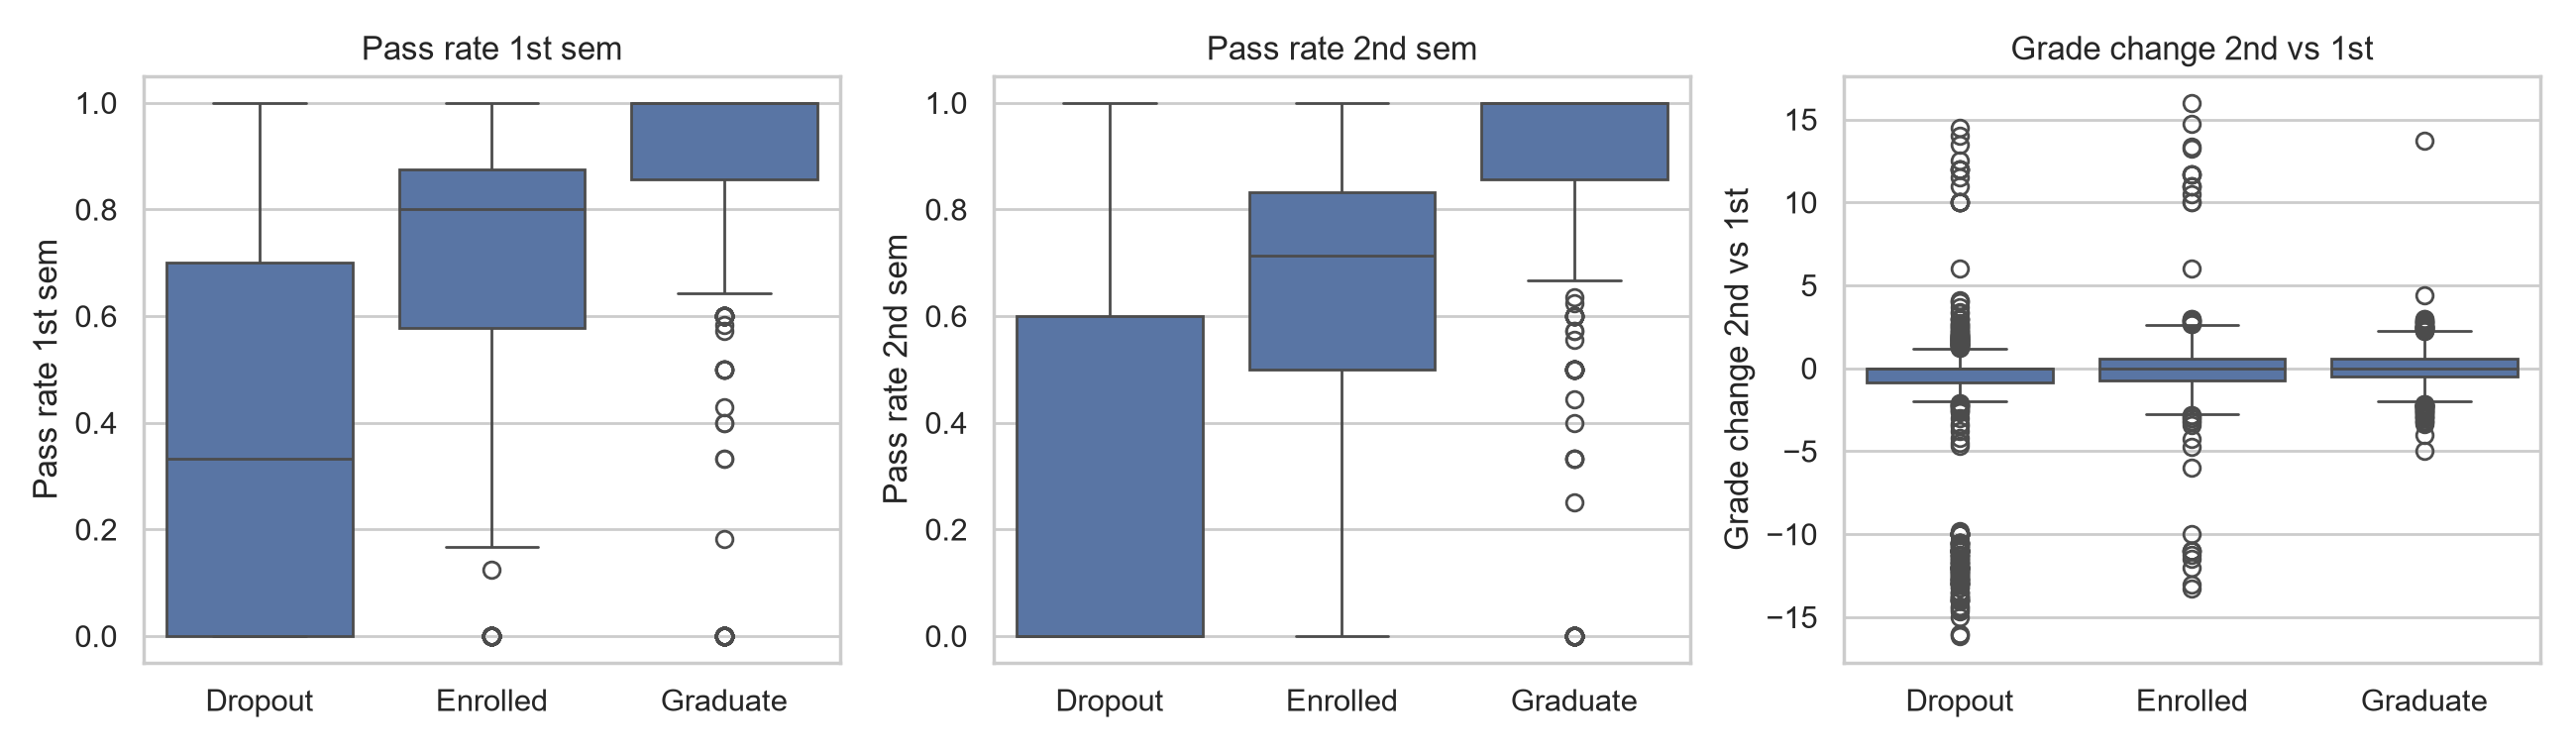 Pass rate 1st sem
Pass rate 1st sem
1.0
0.8
0.6
0.4
0.2
0.0
Dropout Enrolled Graduate
Pass rate 2nd sem
Pass rate 2nd sem
1.0
0.8
0.6
0.4
0.2
0.0
Dropout Enrolled Graduate
Grade change 2nd vs 1st
Grade change 2nd vs 1st
15
10
5
0
−5
−10
−15
Dropout Enrolled Graduate